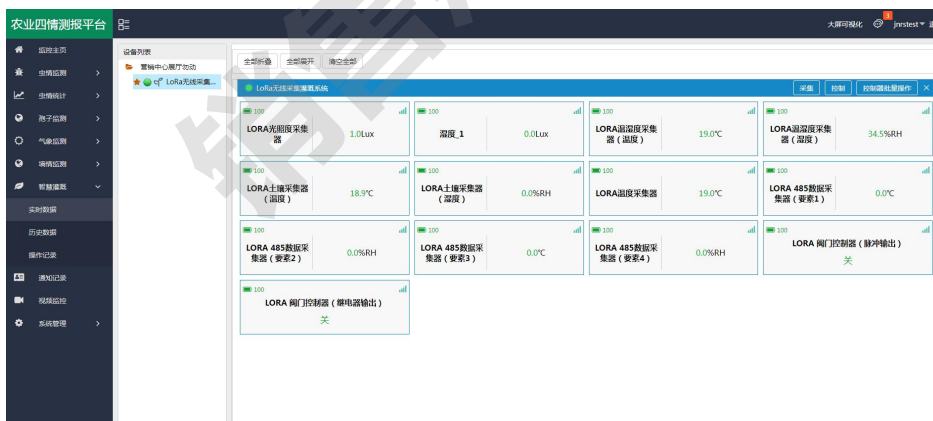 农业四情测报平台
大屏可视化
3
jnrstest
监控主页
虫情监测
虫情统计
孢子监测
气象监测
墒情监测
智慧灌溉
实时数据
历史数据
操作记录
通知记录
视频监控
系统管理
设备列表
营销中心展厅勿动
LoRa无线采集...
全部折叠 全部展开 清空全部
LoRa无线采集灌溉系统
采集 控制 控制器批量操作
100
LORA光照度采集
器
1.0Lux
100
湿度_1
0.0Lux
100
LORA温湿度采集
器（温度）
19.0℃
100
LORA温湿度采集
器（湿度）
34.5%RH
100
LORA土壤采集器
（温度）
18.9℃
100
LORA土壤采集器
（湿度）
0.0%RH
100
LORA温度采集器
19.0℃
100
LORA 485数据采
集器（要素1）
0.0℃
100
LORA 485数据采
集器（要素2）
0.0%RH
100
LORA 485数据采
集器（要素3）
0.0℃
100
LORA 485数据采
集器（要素4）
0.0%RH
100
LORA 阀门控制器（脉冲输出）
关
100
LORA 阀门控制器（继电器输出）
关